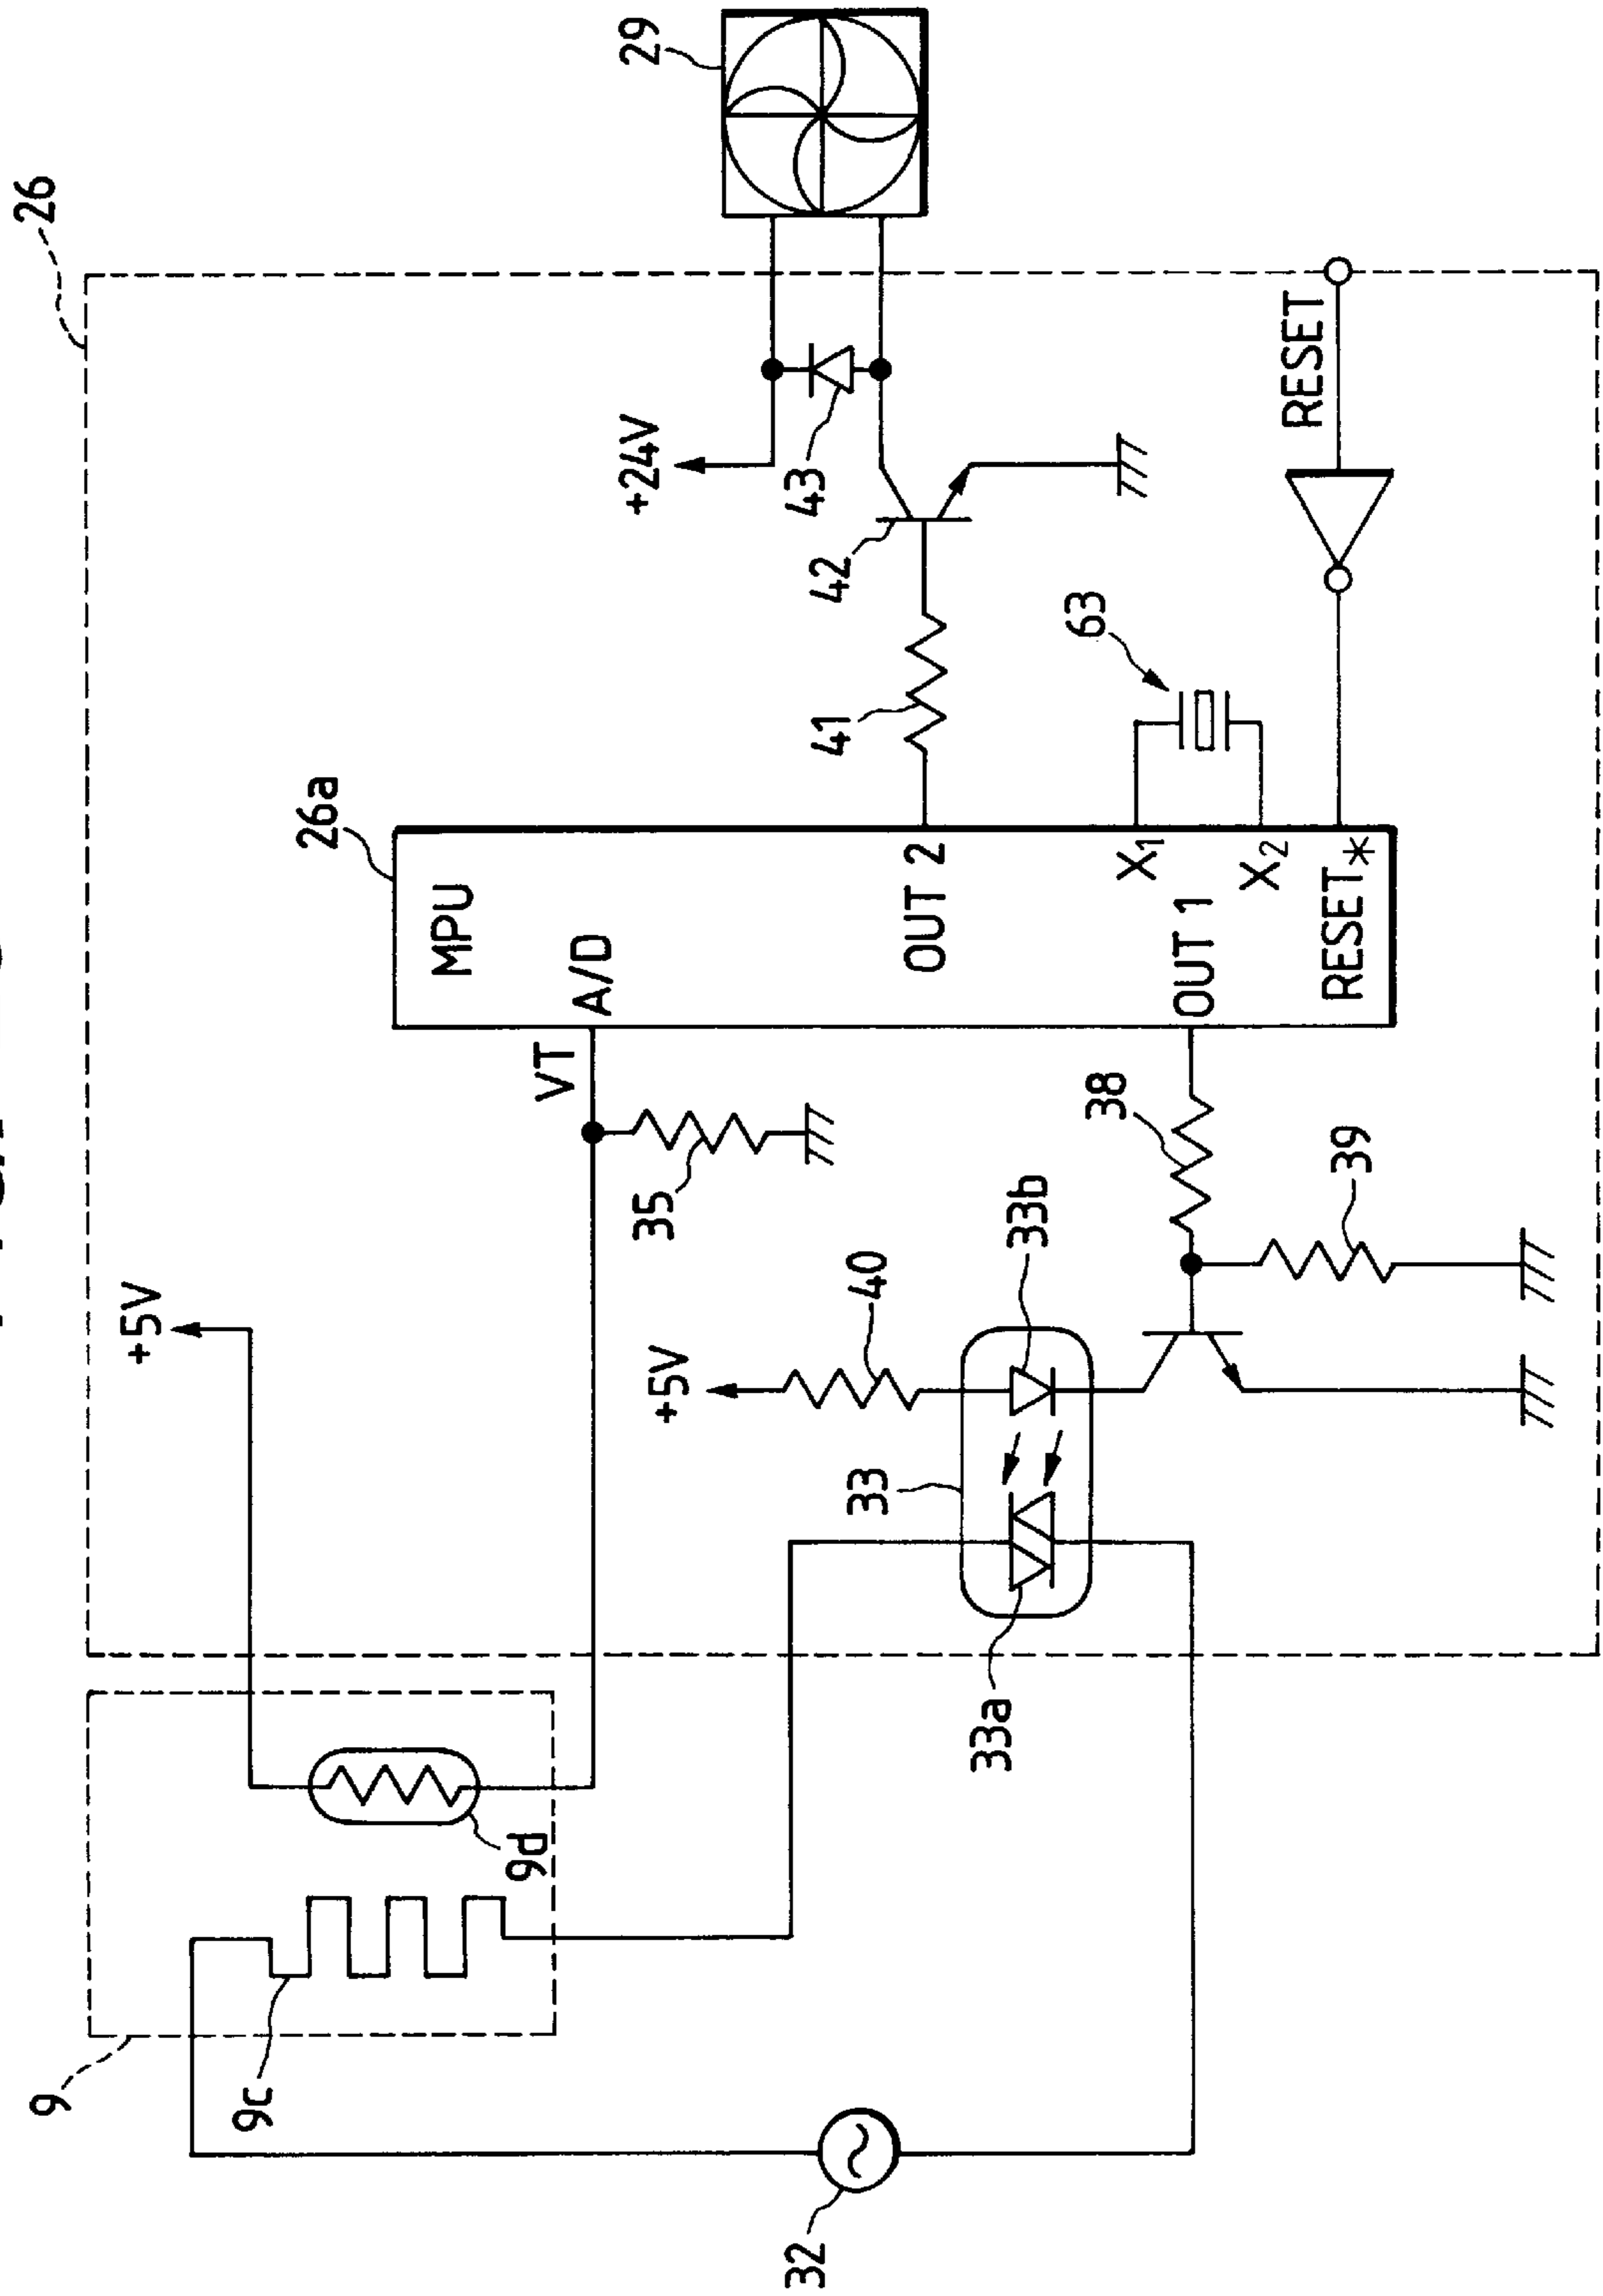 26
29
+24V
43
42
41
63
RESET
26a
MPU
A/D
OUT 2
X1
X2
OUT 1
RESET*
VT
35
38
39
+5V
+5V
40
33b
33
33a
9
9c
9d
32